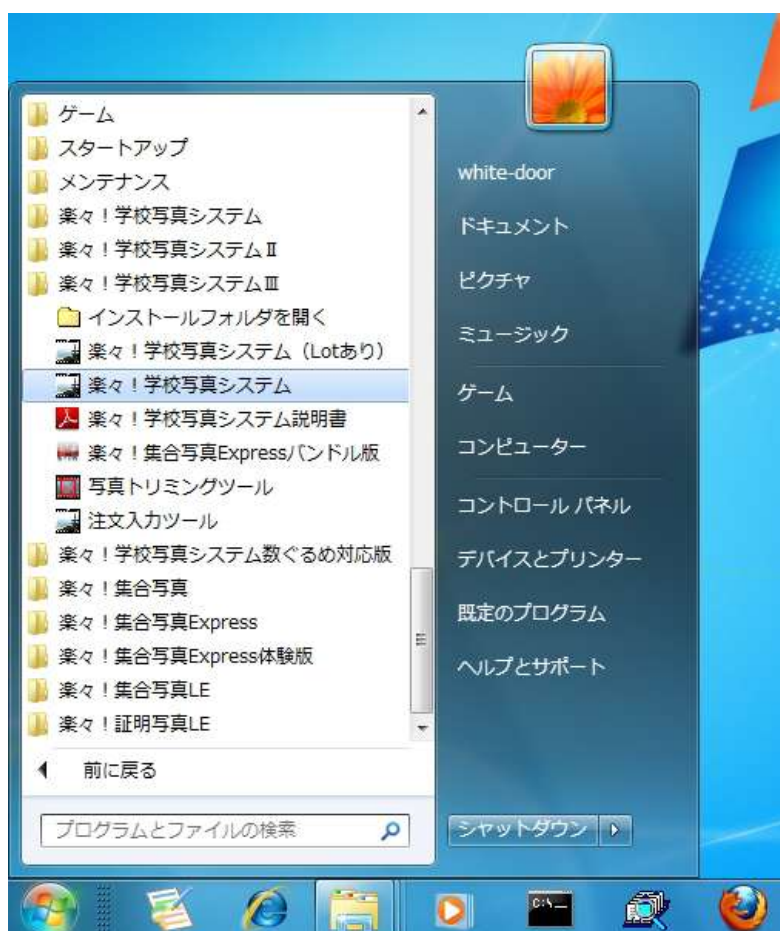 ゲーム
スタートアップ
メンテナンス
楽々！学校写真システム
楽々！学校写真システムⅡ
楽々！学校写真システムⅢ
インストールフォルダを開く
楽々！学校写真システム（Lotあり）
楽々！学校写真システム
楽々！学校写真システム説明書
楽々！集合写真Expressバンドル版
写真トリミングツール
注文入力ツール
楽々！学校写真システム数ぐるめ対応版
楽々！集合写真
楽々！集合写真Express
楽々！集合写真Express体験版
楽々！集合写真LE
楽々！証明写真LE
前に戻る
プログラムとファイルの検索
white-door
ドキュメント
ピクチャ
ミュージック
ゲーム
コンピューター
コントロール パネル
デバイスとプリンター
既定のプログラム
ヘルプとサポート
シャットダウン
C:\_